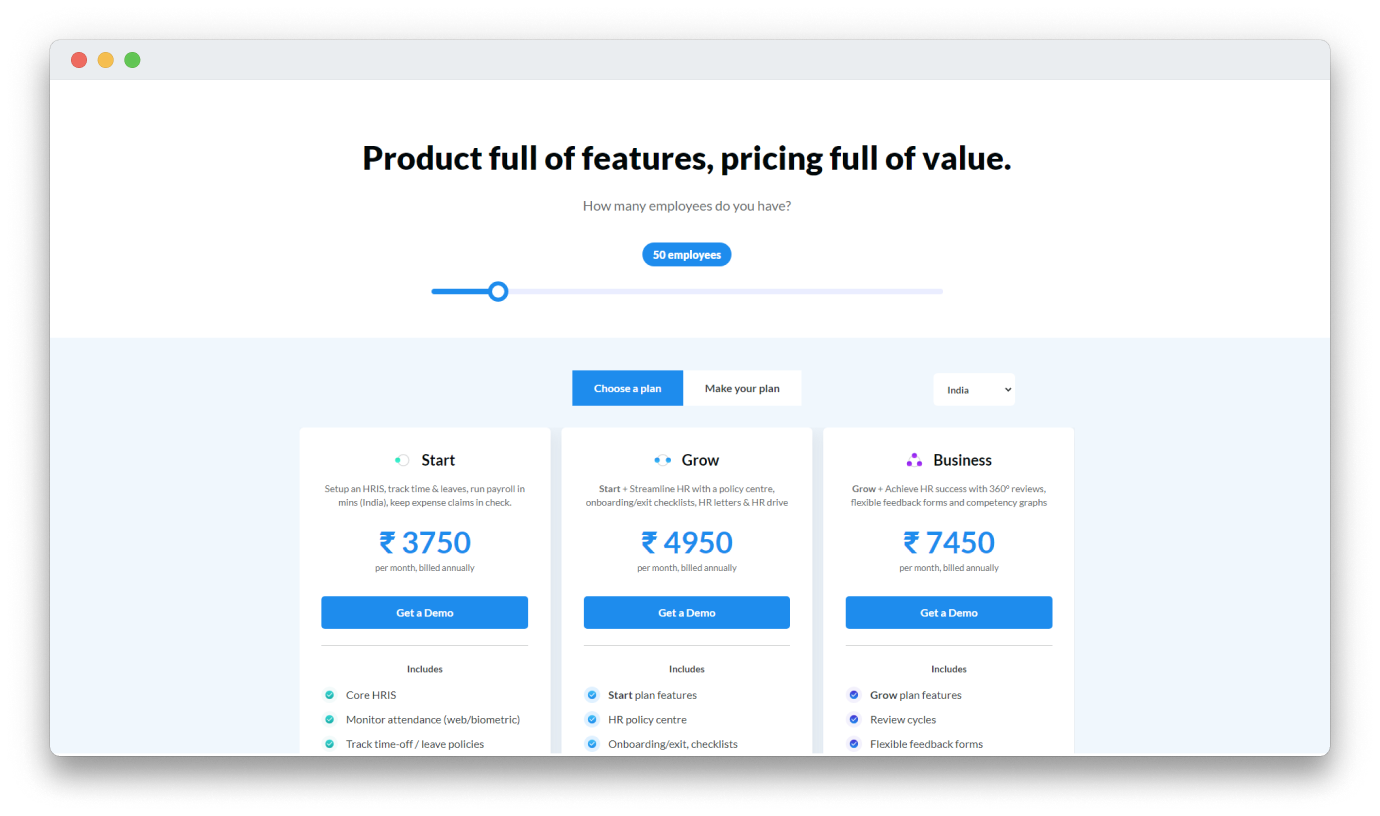 Product full of features, pricing full of value.
How many employees do you have?
50 employees
Choose a plan
Make your plan
India
Start
Setup an HRIS, track time & leaves, run payroll in
mins (India), keep expense claims in check.
₹ 3750
per month, billed annually
Get a Demo
Includes
Core HRIS
Monitor attendance (web/biometric)
Track time-off / leave policies
Grow
Start + Streamline HR with a policy centre,
onboarding/exit checklists, HR letters & HR drive
₹ 4950
per month, billed annually
Get a Demo
Includes
Start plan features
HR policy centre
Onboarding/exit, checklists
Business
Grow + Achieve HR success with 360° reviews,
flexible feedback forms and competency graphs
₹ 7450
per month, billed annually
Get a Demo
Includes
Grow plan features
Review cycles
Flexible feedback forms